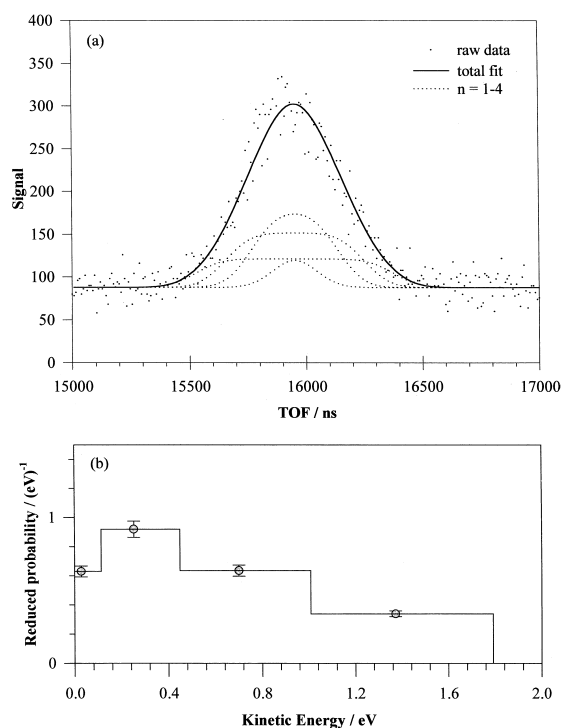 400
(a)
raw data
total fit
n = 1-4
350
300
250
200
150
100
50
0
Signal
15000 15500 16000 16500 17000
TOF / ns
(b)
1
0
Reduced probability / (eV)-1
0.0 0.4 0.8 1.2 1.6 2.0
Kinetic Energy / eV